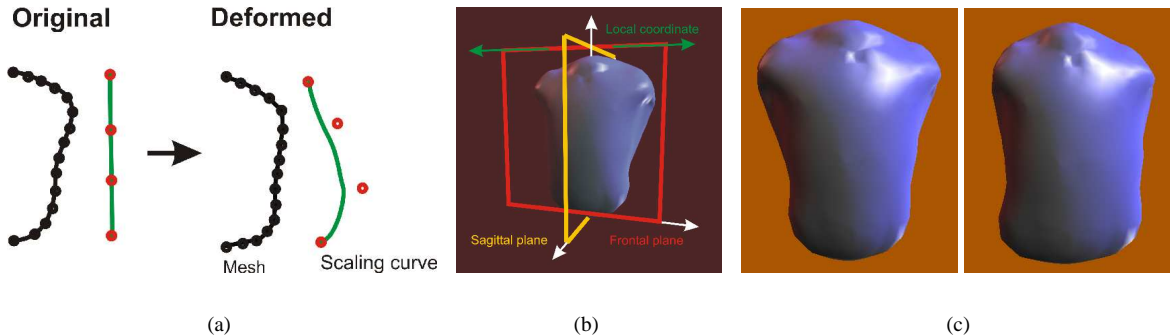 Original
Deformed
Mesh
Scaling curve
Local coordinate
Sagittal plane
Frontal plane
(a)
(b)
(c)